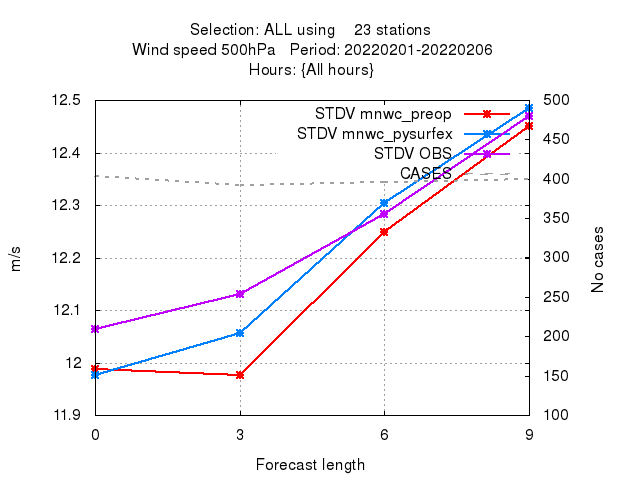 Selection: ALL using 23 stations
Wind speed 500hPa Period: 20220201-20220206
Hours: {All hours}
12.5 500
STDV mnwc_preop
STDV mnwc_pysurfex 450
12.4 STDV OBS
CASES 400
12.3 350
m/s 12.2 300 No cases
250
12.1
200
12 150
11.9 100
0 3 6 9
Forecast length